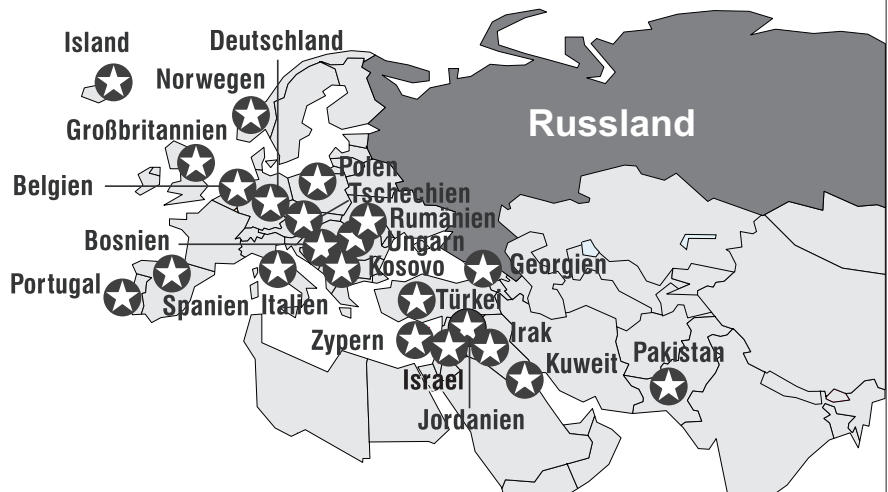 Island
Deutschland
Norwegen
Großbritannien
Russland
Polen
Belgien
Tschechien
Rumänien
Bosnien
Ungarn
Kosovo
Georgien
Portugal
Spanien
Italien
Türkei
Zypern
Irak
Pakistan
Kuweit
Israel
Jordanien